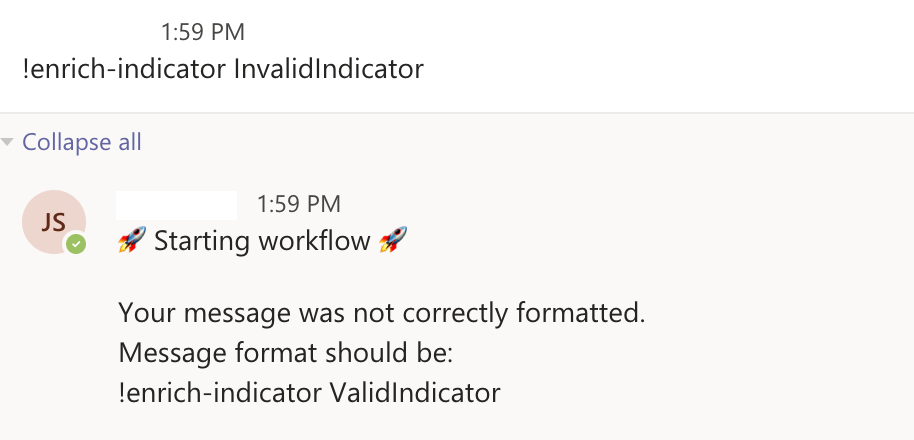 1:59 PM
!enrich-indicator InvalidIndicator
Collapse all
JS
1:59 PM
🚀 Starting workflow 🚀
Your message was not correctly formatted.
Message format should be:
!enrich-indicator ValidIndicator